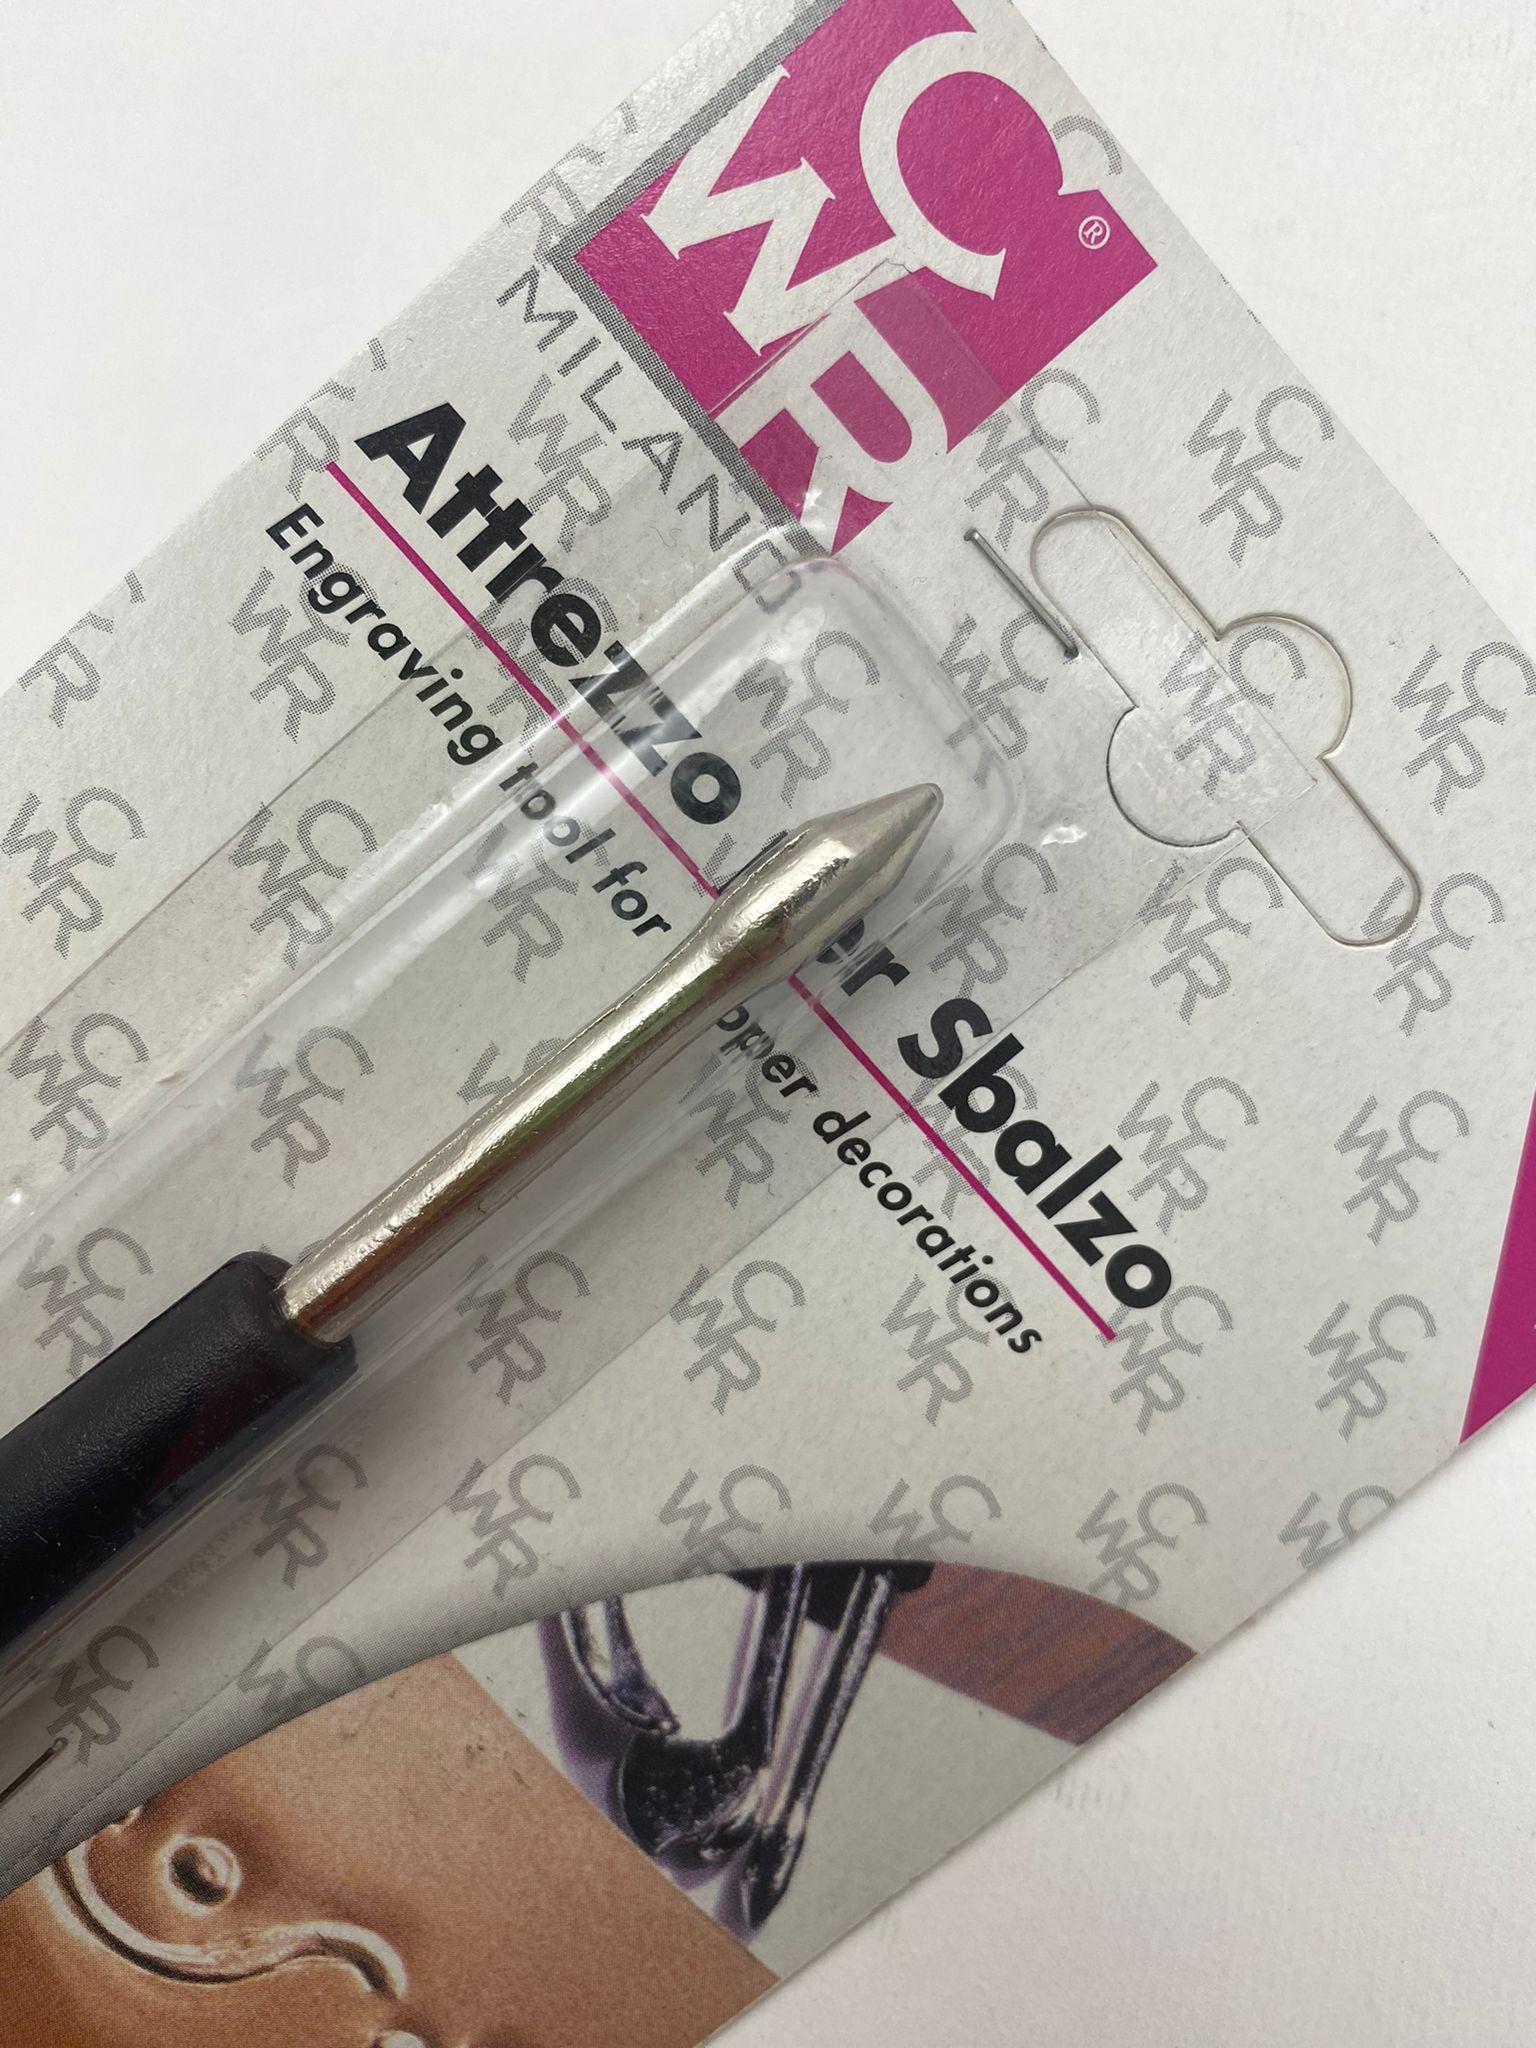 CWR®
MILANO
Attrezzo per Sbalzo
Engraving tool for copper decorations